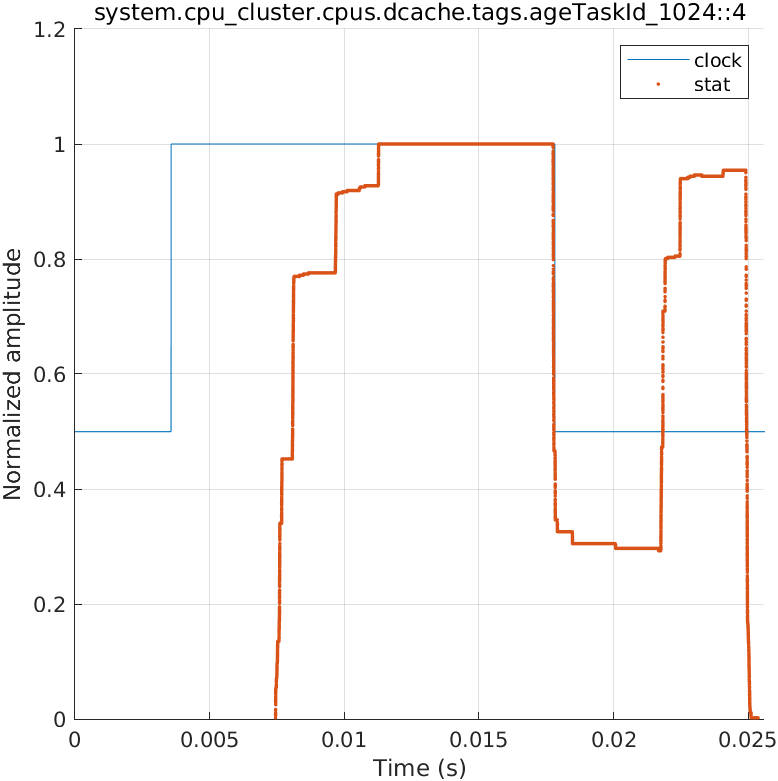 system.cpu_cluster.cpus.dcache.tags.ageTaskId_1024::4
1.2
1
0.8
0.6
0.4
0.2
0
Normalized amplitude
clock
stat
0
0.005
0.01
0.015
0.02
0.025
Time (s)